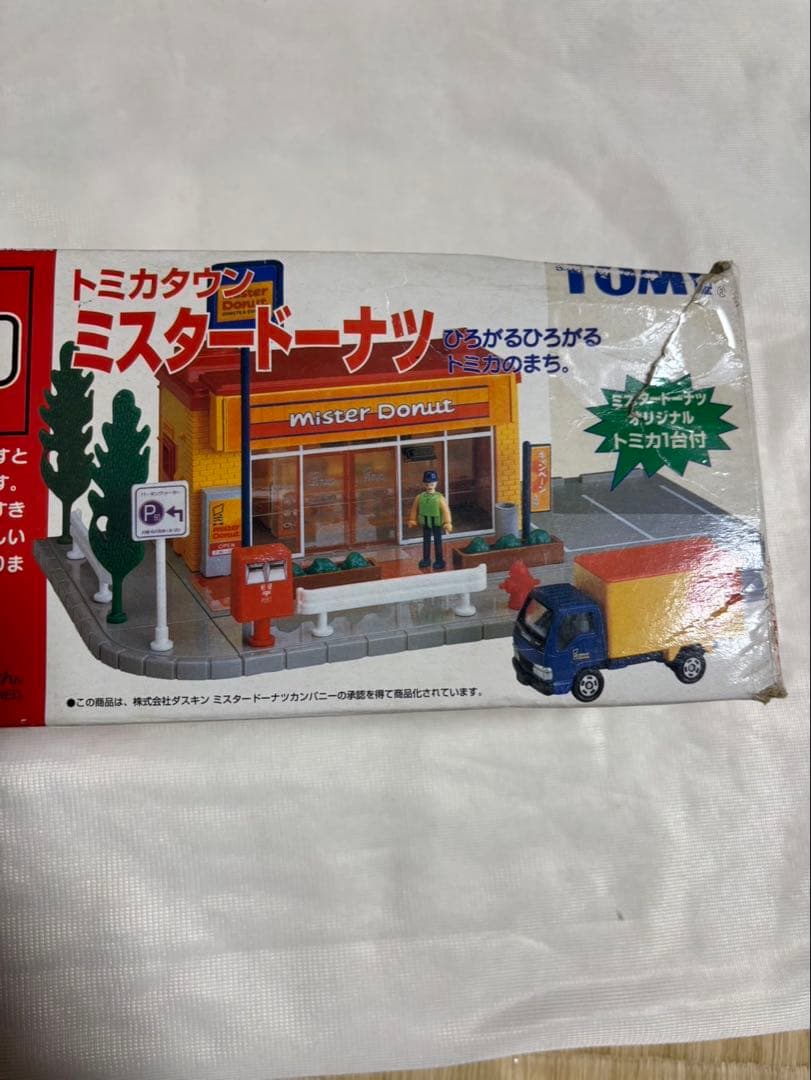 トミカタウン
ミスタードーナツ
ひろがるひろがる
トミカのまち。
TOMY
ミスタードーナツ
オリジナル
トミカ1台付
Mister
Donut
mister Donut
キャンペーン
P
Mister
Donut
OPEN
すと
す。
すき
しい
りま
●この商品は、株式会社ダスキン ミスタードーナツカンパニーの承認を得て商品化されています。